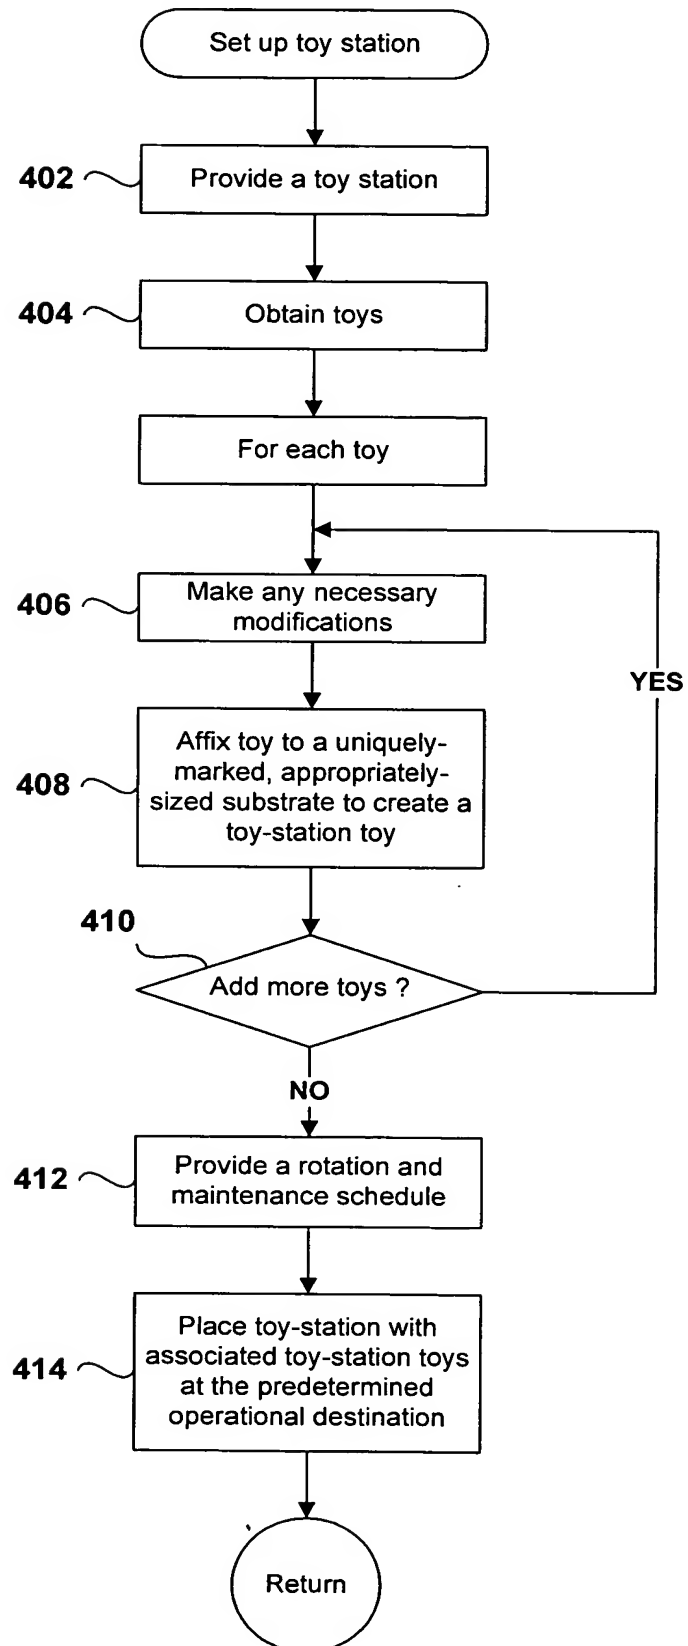 Set up toy station
402
Provide a toy station
404
Obtain toys
For each toy
406
Make any necessary
modifications
YES
408
Affix toy to a uniquely-
marked, appropriately-
sized substrate to create a
toy-station toy
410
Add more toys ?
NO
412
Provide a rotation and
maintenance schedule
414
Place toy-station with
associated toy-station toys
at the predetermined
operational destination
Return